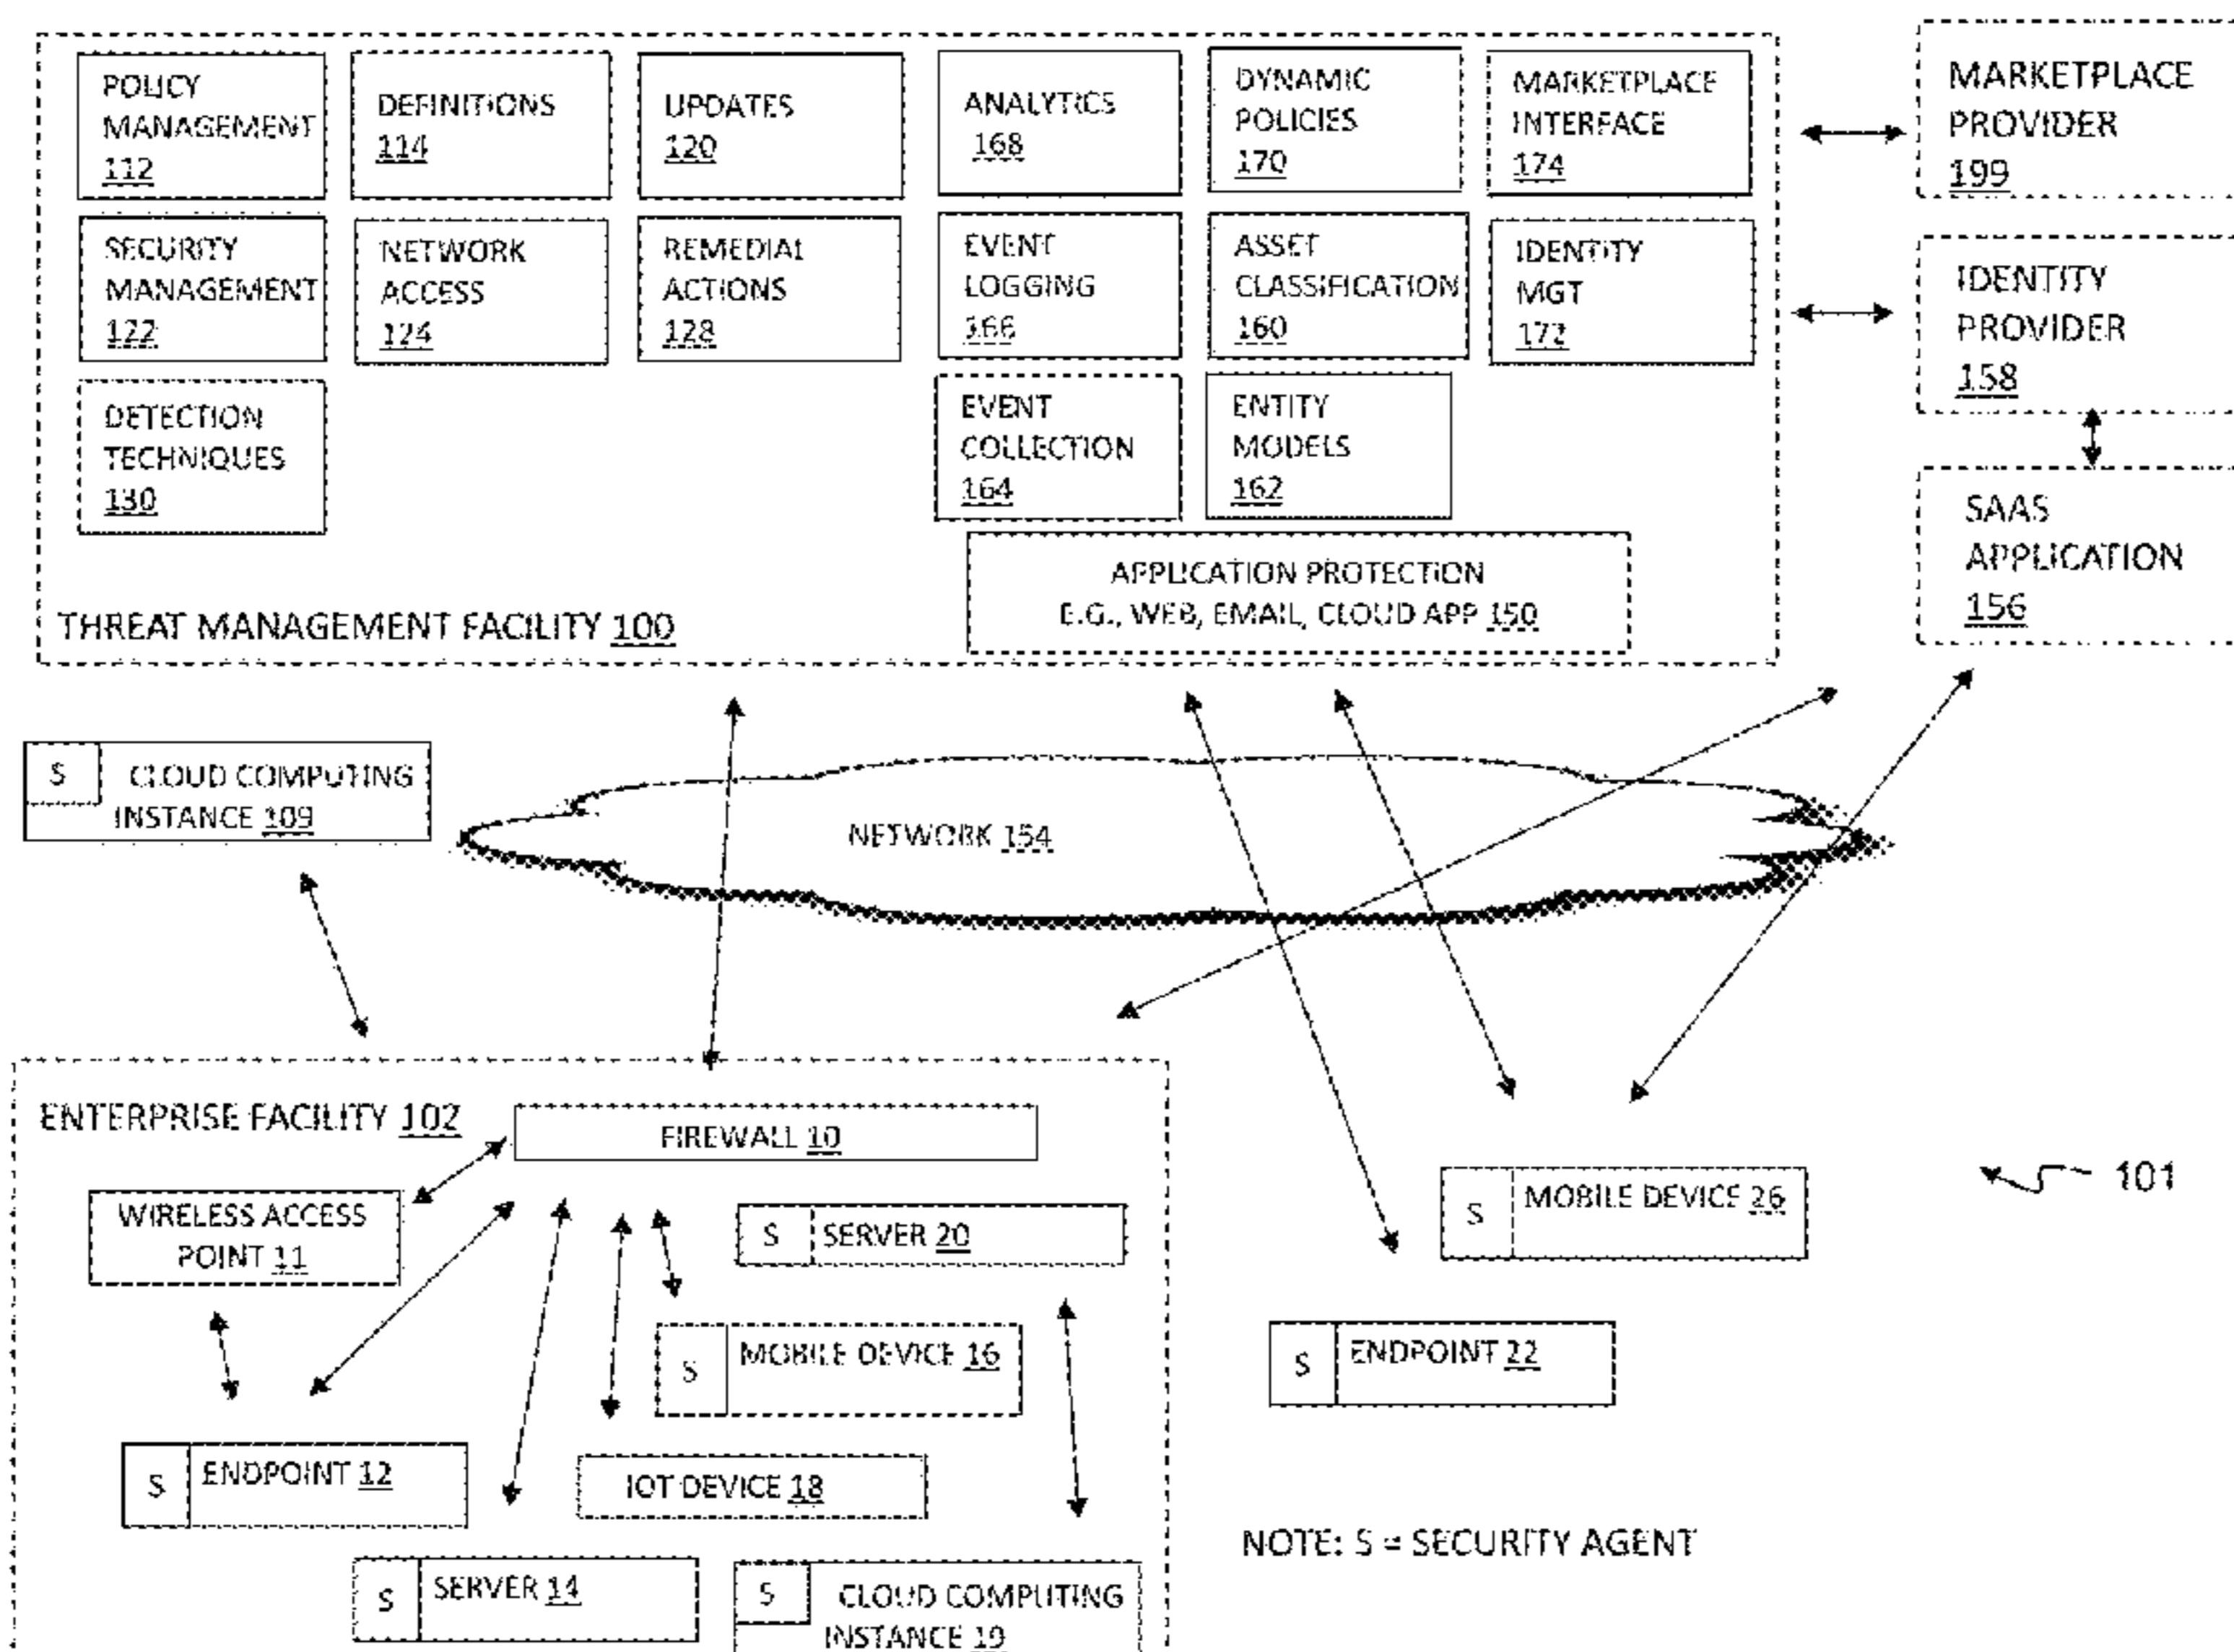 POLICY
MANAGEMENT
112
DEFINITIONS
114
UPDATES
120
ANALYTICS
168
DYNAMIC
POLICIES
170
MARKETPLACE
INTERFACE
174
MARKETPLACE
PROVIDER
199
SECURITY
MANAGEMENT
122
NETWORK
ACCESS
124
REMEDIAL
ACTIONS
128
EVENT
LOGGING
166
ASSET
CLASSIFICATION
160
IDENTITY
MGT
172
IDENTITY
PROVIDER
158
DETECTION
TECHNIQUES
130
EVENT
COLLECTION
164
ENTITY
MODELS
162
SAAS
APPLICATION
156
APPLICATION PROTECTION
E.G., WEB, EMAIL, CLOUD APP 150
THREAT MANAGEMENT FACILITY 100
S CLOUD COMPUTING
INSTANCE 109
NETWORK 154
ENTERPRISE FACILITY 102
FIREWALL 10
WIRELESS ACCESS
POINT 11
S SERVER 20
S MOBILE DEVICE 26
101
S MOBILE DEVICE 16
S ENDPOINT 22
S ENDPOINT 12
IOT DEVICE 18
NOTE: S = SECURITY AGENT
S SERVER 14
S CLOUD COMPUTING
INSTANCE 19